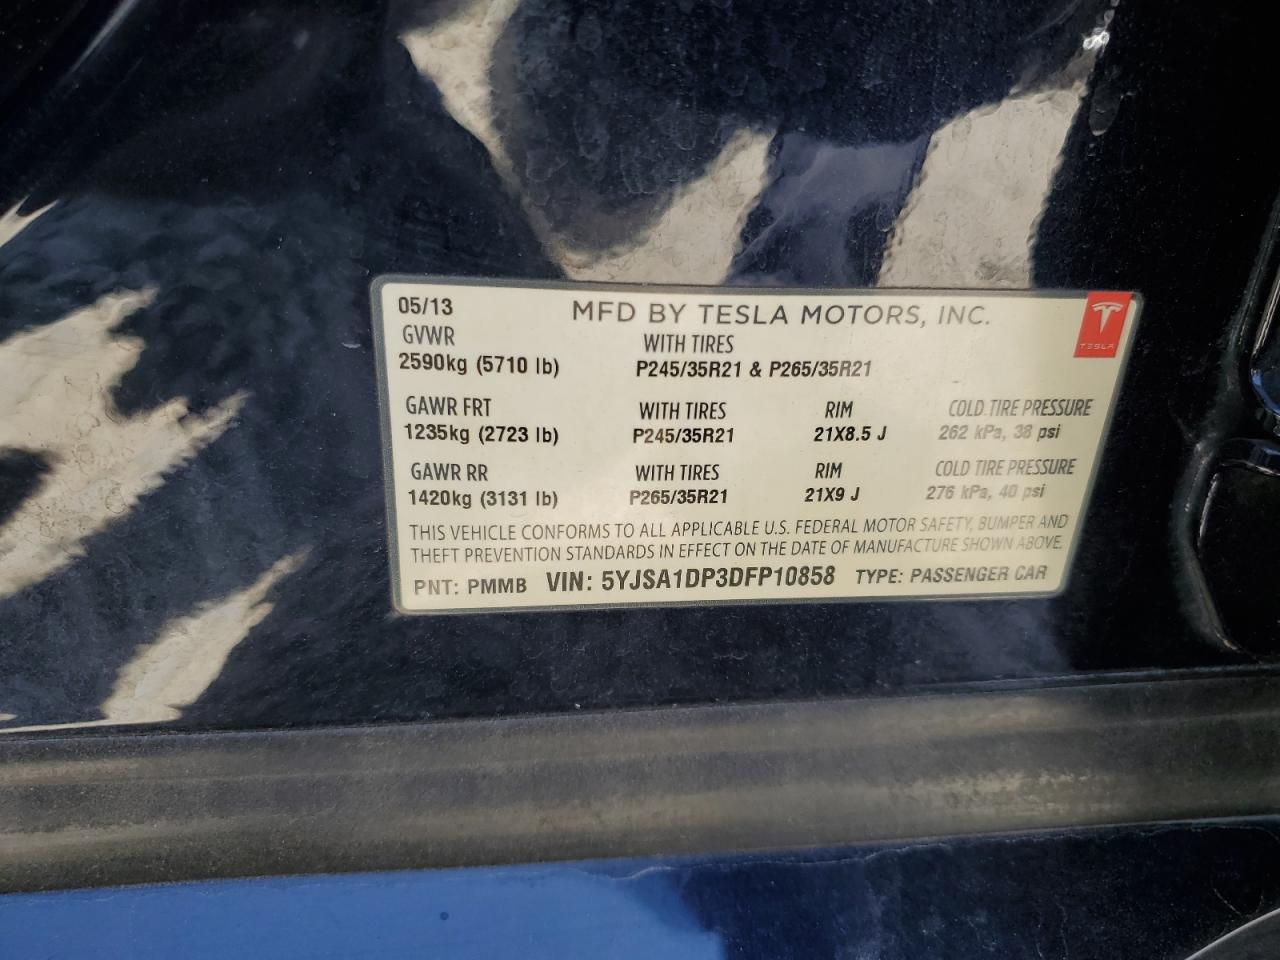 05/13 MFD BY TESLA MOTORS, INC.
TESLA
GVWR WITH TIRES
2590kg (5710 lb) P245/35R21 & P265/35R21
GAWR FRT WITH TIRES RIM COLD TIRE PRESSURE
1235kg (2723 lb) P245/35R21 21X8.5 J 262 kPa, 38 psi
GAWR RR WITH TIRES RIM COLD TIRE PRESSURE
1420kg (3131 lb) P265/35R21 21X9 J 276 kPa, 40 psi
THIS VEHICLE CONFORMS TO ALL APPLICABLE U.S. FEDERAL MOTOR SAFETY, BUMPER AND
THEFT PREVENTION STANDARDS IN EFFECT ON THE DATE OF MANUFACTURE SHOWN ABOVE.
PNT: PMMB VIN: 5YJSA1DP3DFP10858 TYPE: PASSENGER CAR